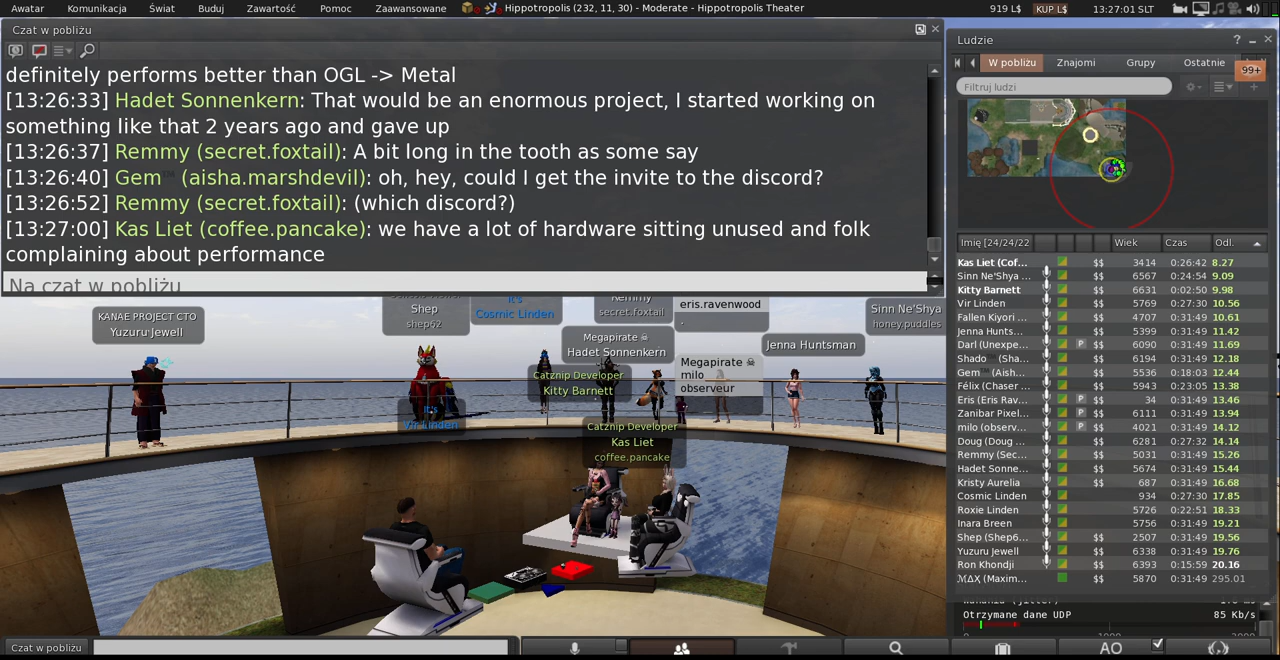 Awatar Komunikacja Świat Buduj Zawartość Pomoc Zaawansowane Hippotropolis (232, 11, 30) - Moderate - Hippotropolis Theater 919 L$ KUP L$ 13:27:01 SLT
Czat w pobliżu
definitely performs better than OGL -> Metal
[13:26:33] Hadet Sonnenkern: That would be an enormous project, I started working on
something like that 2 years ago and gave up
[13:26:37] Remmy (secret.foxtail): A bit long in the tooth as some say
[13:26:40] Gem™ (aisha.marshdevil): oh, hey, could I get the invite to the discord?
[13:26:52] Remmy (secret.foxtail): (which discord?)
[13:27:00] Kas Liet (coffee.pancake): we have a lot of hardware sitting unused and folk
complaining about performance
Na czat w pobliżu
KANAE PROJECT CTO
Yuzuru Jewell
Shep
shep62
It's
Cosmic Linden
Remmy
secret.foxtail
eris.ravenwood
.
Sinn Ne'Shya
honey.puddles
Megapirate ☠
Hadet Sonnenkern
Jenna Huntsman
Megapirate ☠
milo
observeur
Catznip Developer
Kitty Barnett
It's
Vir Linden
Catznip Developer
Kas Liet
coffee.pancake
Ludzie ?
W pobliżu Znajomi Grupy Ostatnie
99+
Filtruj ludzi
Imię [24/24/22 Wiek Czas Odl.
Kas Liet (Cof... $$ 3414 0:26:42 8.27
Sinn Ne'Shya ... $$ 6567 0:24:54 9.09
Kitty Barnett $$ 6631 0:02:50 9.98
Vir Linden $$ 5769 0:27:30 10.56
Fallen Kiyori ... $$ 4707 0:31:49 10.61
Jenna Hunts... $$ 5399 0:31:49 11.42
Darl (Unexpe... P $$ 6090 0:31:49 11.69
Shado (Sha... $$ 6194 0:31:49 12.18
Gem™ (Aish... $$ 5536 0:18:03 12.44
Félix (Chaser ... $$ 5943 0:23:05 13.38
Eris (Eris Rav... P $$ 34 0:31:49 13.46
Zanibar Pixel... P $$ 6111 0:31:49 13.94
milo (observ... P $$ 4021 0:31:49 14.12
Doug (Doug ... $$ 6281 0:27:32 14.14
Remmy (Sec... $$ 5031 0:31:49 15.26
Hadet Sonne... $$ 5674 0:31:49 15.44
Kristy Aurelia $$ 687 0:31:49 16.68
Cosmic Linden 934 0:27:30 17.85
Roxie Linden 5726 0:22:51 18.33
Inara Breen 5756 0:31:49 19.21
Shep (Shep6... $$ 2507 0:31:49 19.56
Yuzuru Jewell $$ 6338 0:31:49 19.76
Ron Khondji $$ 6393 0:15:59 20.16
ℳΔχ (Maxim... $$ 5870 0:31:49 295.01
Otrzymane dane UDP 85 Kb/s
Czat w pobliżu
AO